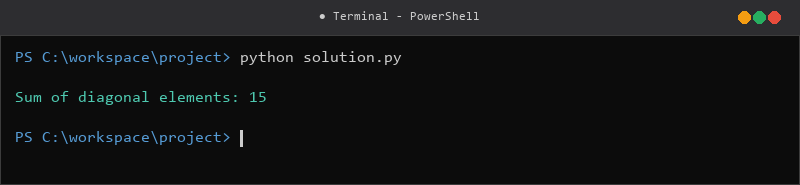 ● Terminal - PowerShell
PS C:\workspace\project> python solution.py
Sum of diagonal elements: 15
PS C:\workspace\project>